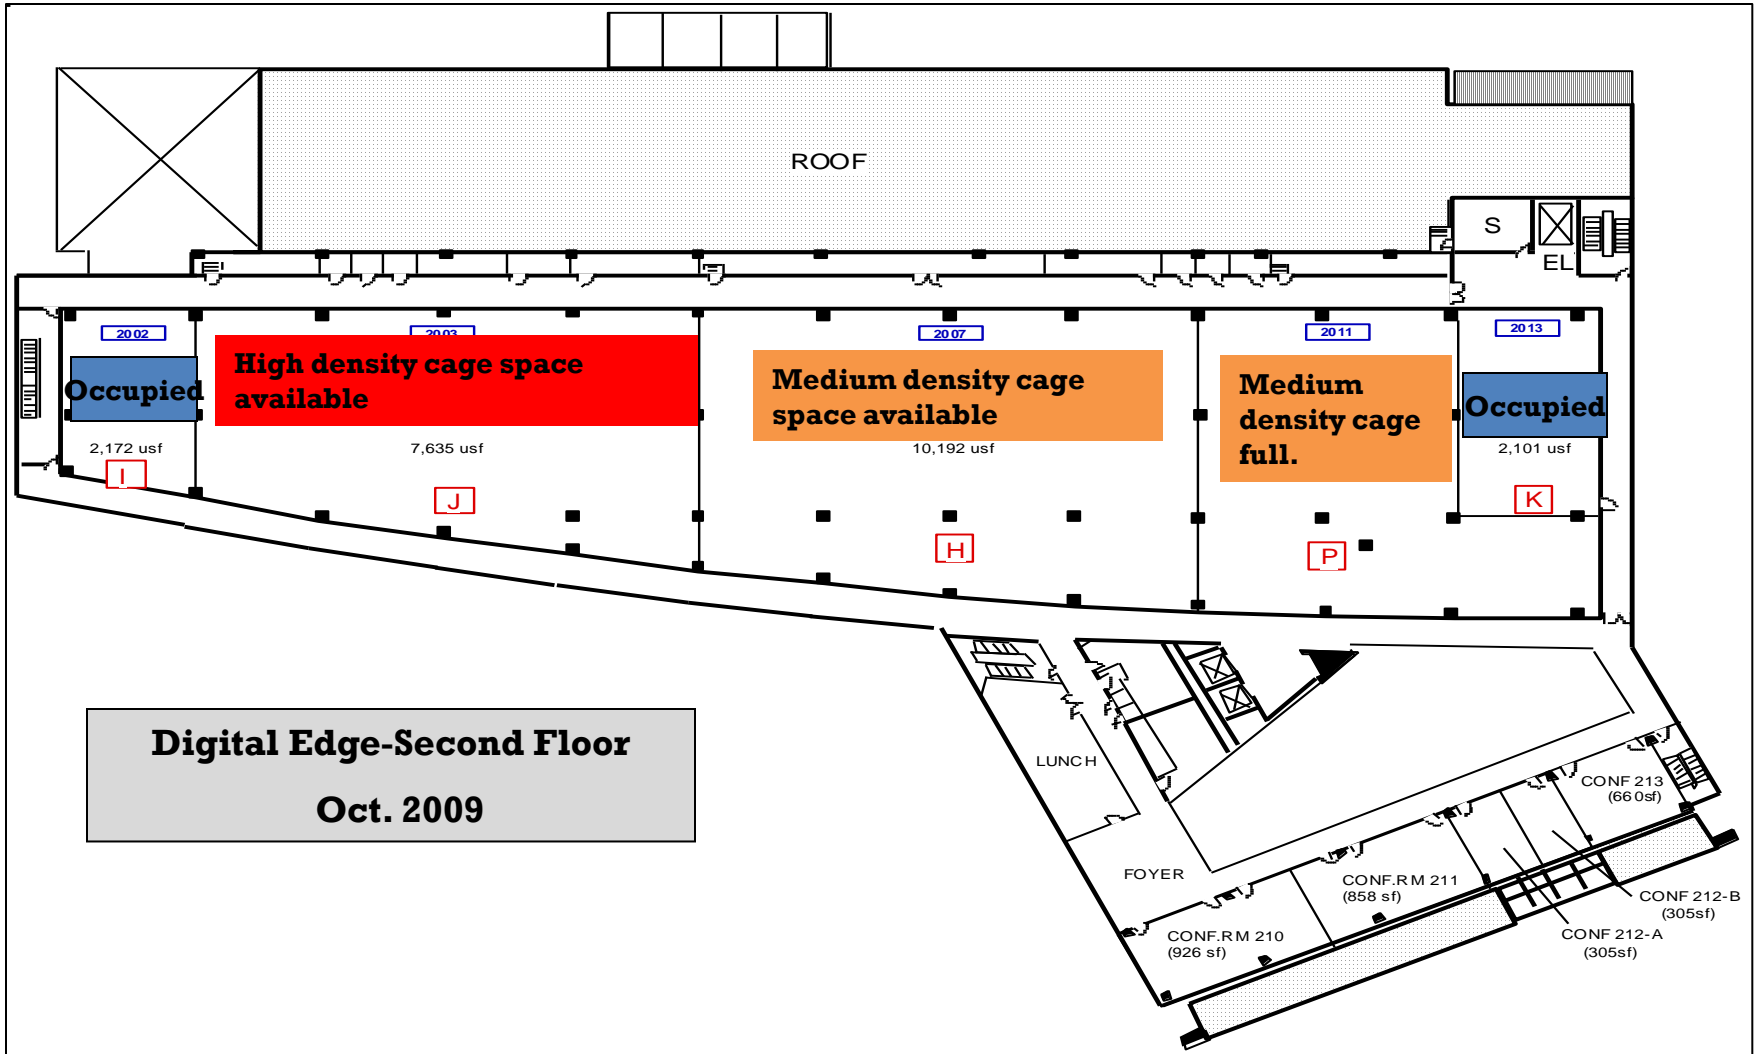 ROOF
S
EL
2002
2003
2007
2011
2013
Occupied
High density cage space
available
Medium density cage
space available
Medium
density cage
full.
Occupied
2,172 usf
7,635 usf
10,192 usf
2,101 usf
I
J
H
P
K
Digital Edge-Second Floor
Oct. 2009
LUNCH
FOYER
CONF.RM 210
(926 sf)
CONF.RM 211
(858 sf)
CONF 213
(660sf)
CONF 212-B
(305sf)
CONF 212-A
(305sf)